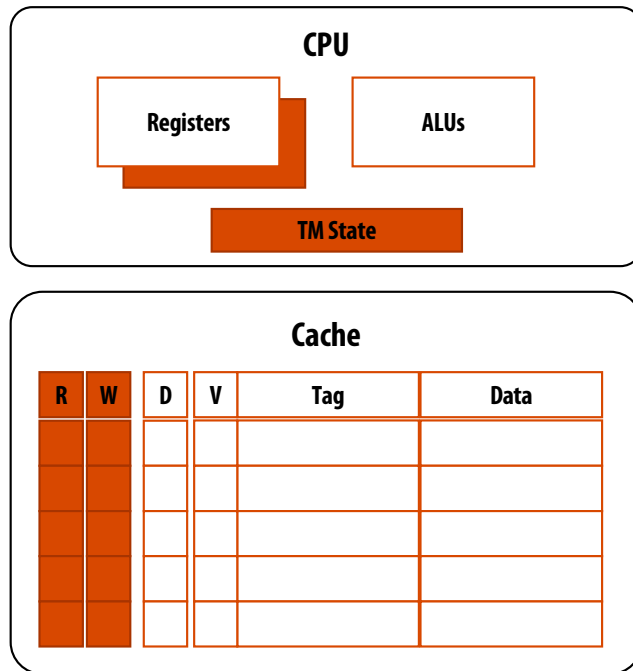 CPU
Registers
ALUs
TM State
Cache
R W D V Tag Data